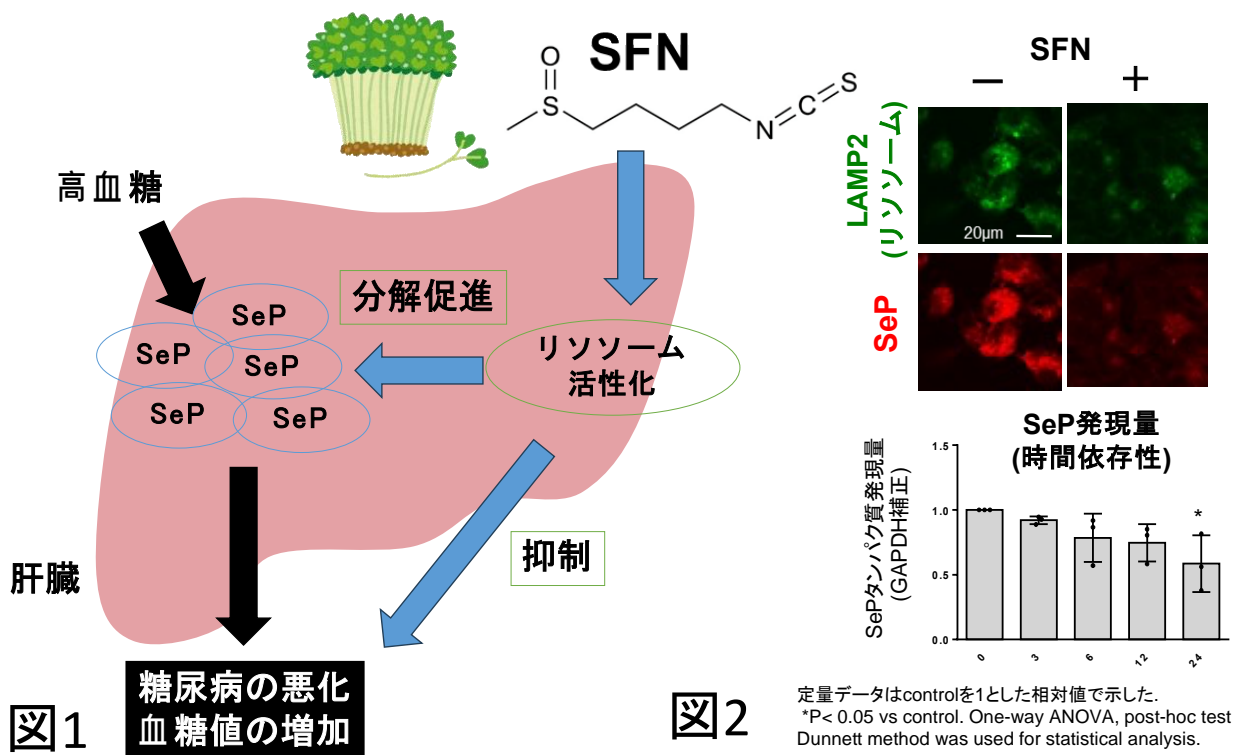 SFN
O
S
N
C
S
高血糖
分解促進
SeP
SeP
SeP
SeP
SeP
リソソーム
活性化
抑制
肝臓
糖尿病の悪化
血糖値の増加
図1
SFN
− +
LAMP2
(リソソーム)
20μm
SeP
SeP発現量
(時間依存性)
SePタンパク質発現量
(GAPDH補正)
1.5
1.0
0.5
0.0
*
0 3 6 12 24
図2
定量データはcontrolを1とした相対値で示した.
*P< 0.05 vs control. One-way ANOVA, post-hoc test
Dunnett method was used for statistical analysis.